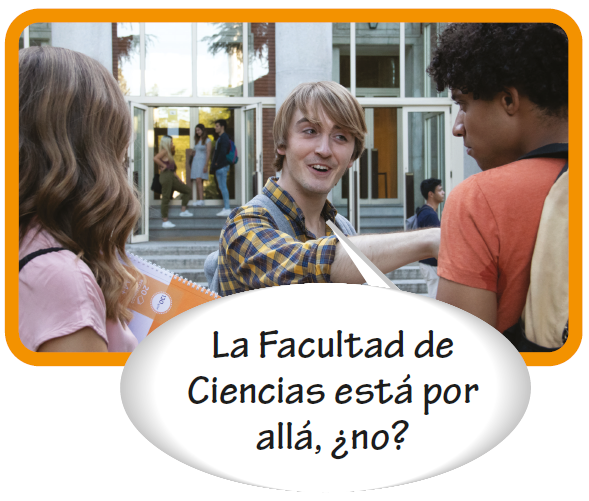 La Facultad de
Ciencias está por
allá, ¿no?